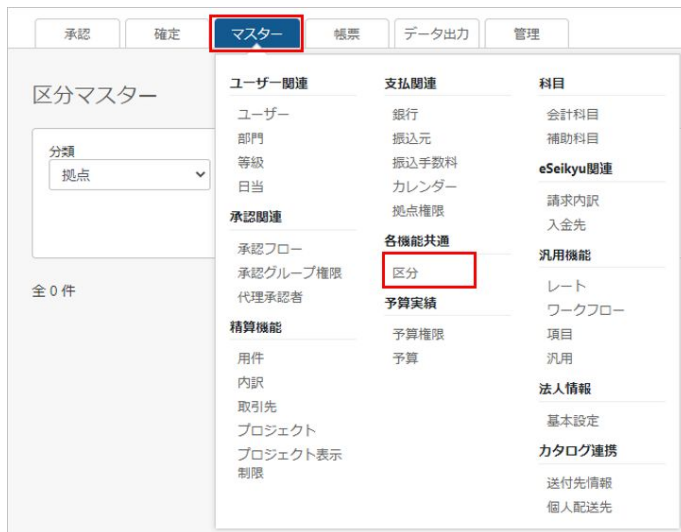 承認
確定
マスター
帳票
データ出力
管理
区分マスター
分類
拠点
全0件
ユーザー関連
ユーザー
部門
等級
日当
承認関連
承認フロー
承認グループ権限
代理承認者
精算機能
用件
内訳
取引先
プロジェクト
プロジェクト表示
制限
支払関連
銀行
振込元
振込手数料
カレンダー
拠点権限
各機能共通
区分
予算実績
予算権限
予算
科目
会計科目
補助科目
eSeikyu関連
請求内訳
入金先
汎用機能
レート
ワークフロー
項目
汎用
法人情報
基本設定
カタログ連携
送付先情報
個人配送先